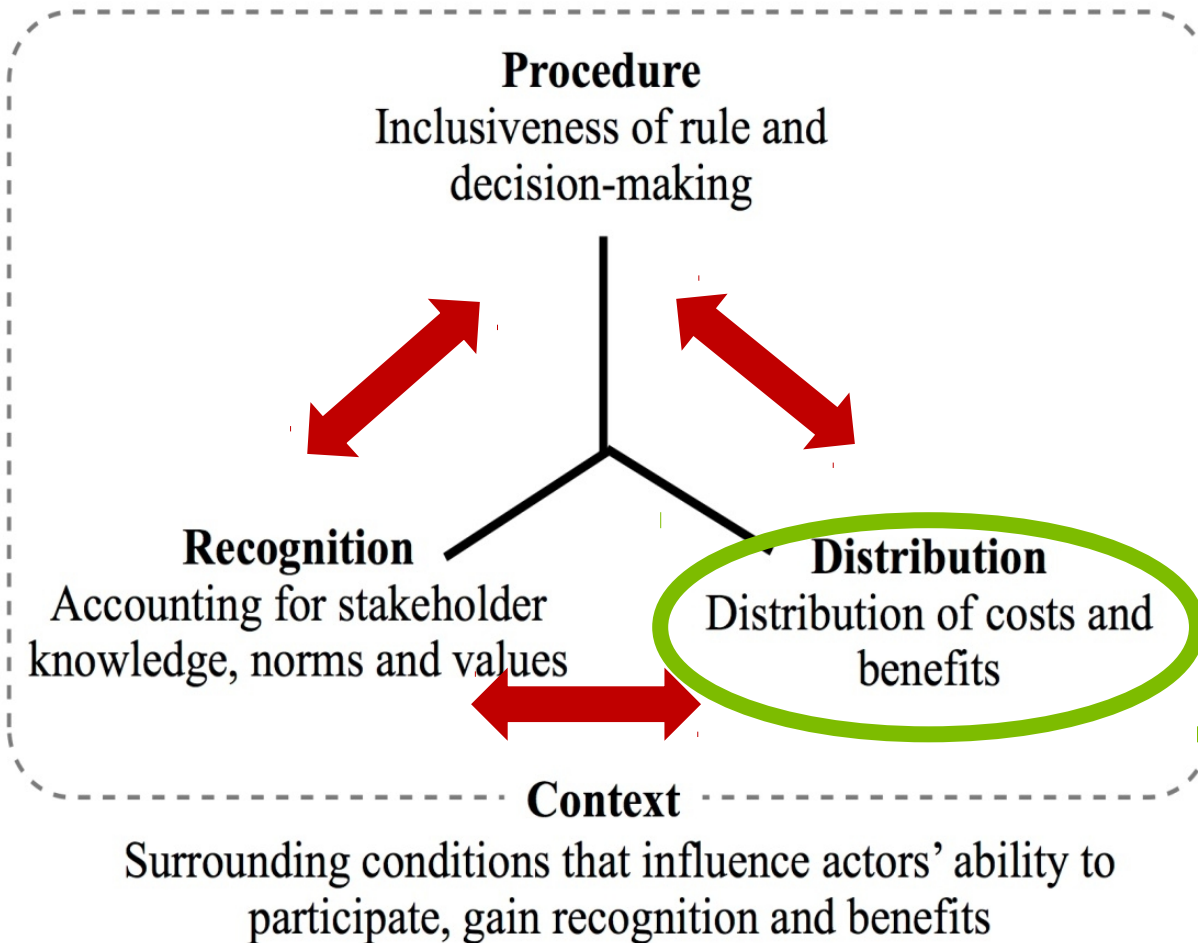 Procedure
Inclusiveness of rule and
decision-making
Recognition
Accounting for stakeholder
knowledge, norms and values
Distribution
Distribution of costs and
benefits
Context
Surrounding conditions that influence actors’ ability to
participate, gain recognition and benefits